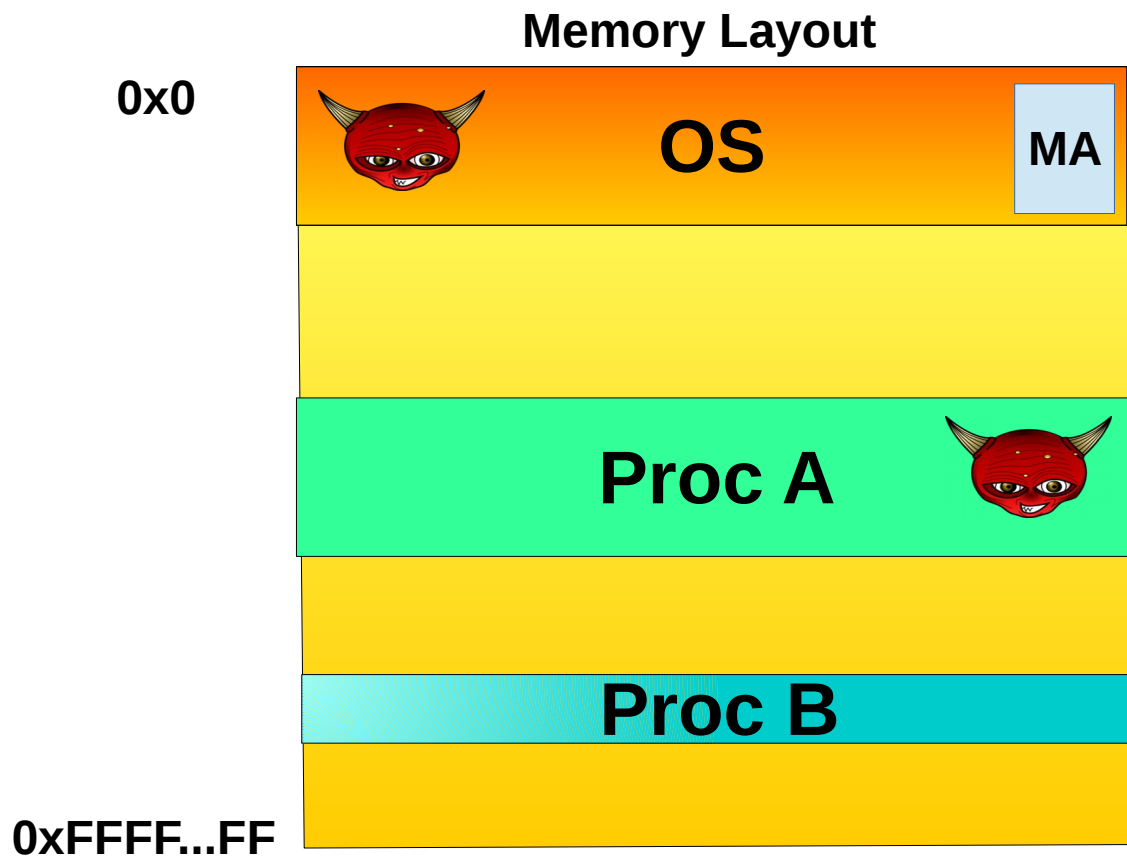 Memory Layout
0x0
OS
MA
Proc A
Proc B
0xFFFF...FF